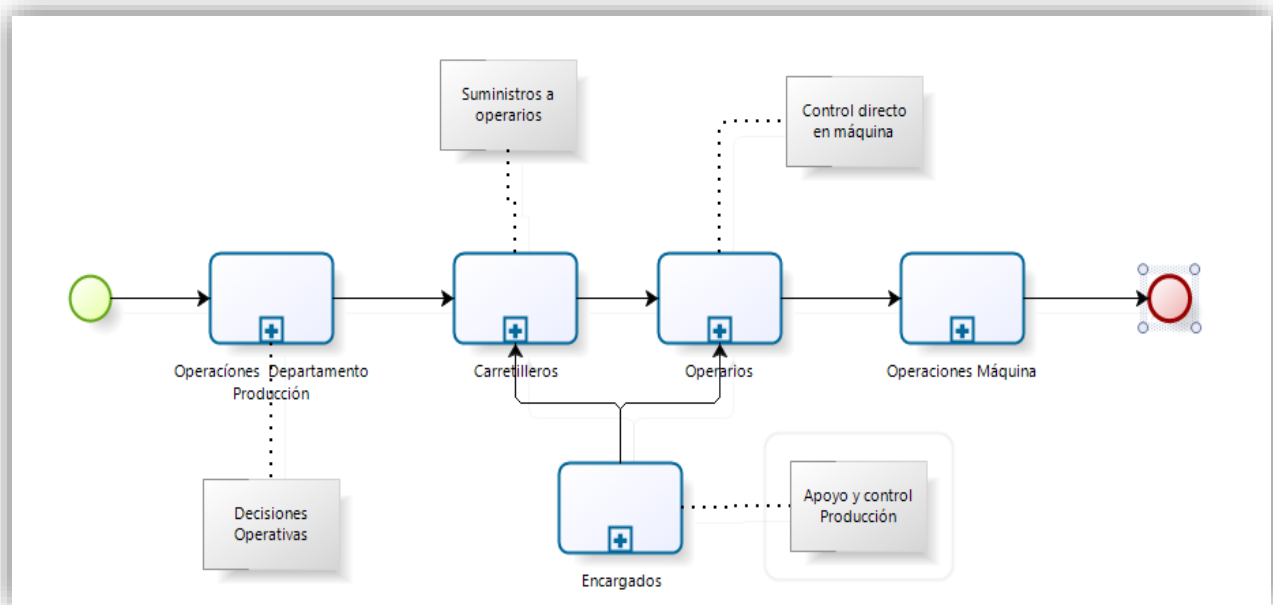 Suministros a
operarios
Control directo
en máquina
Operacíones Departamento
Producción
Carretilleros
Operarios
Operaciones Máquina
Decisiones
Operativas
Apoyo y control
Producción
Encargados